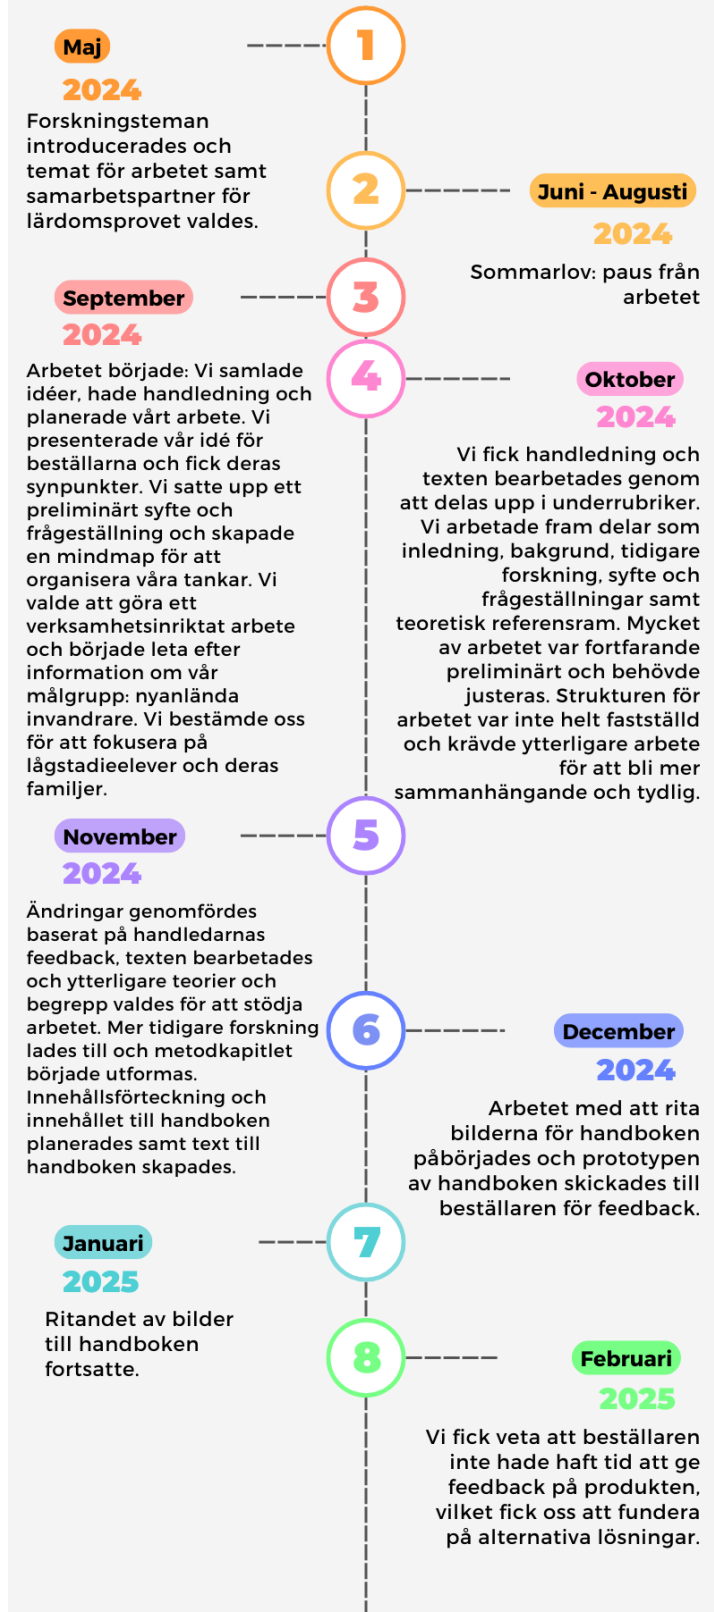 1
Maj
2024
Forskningsteman
introducerades och
temat för arbetet samt
samarbetspartner för
lärdomsprovet valdes.
2
Juni - Augusti
2024
Sommarlov: paus från
arbetet
3
September
2024
Arbetet började: Vi samlade
idéer, hade handledning och
planerade vårt arbete. Vi
presenterade vår idé för
beställarna och fick deras
synpunkter. Vi satte upp ett
preliminärt syfte och
frågeställning och skapade
en mindmap för att
organisera våra tankar. Vi
valde att göra ett
verksamhetsinriktat arbete
och började leta efter
information om vår
målgrupp: nyanlända
invandrare. Vi bestämde oss
för att fokusera på
lågstadieelever och deras
familjer.
4
Oktober
2024
Vi fick handledning och
texten bearbetades genom
att delas upp i underrubriker.
Vi arbetade fram delar som
inledning, bakgrund, tidigare
forskning, syfte och
frågeställningar samt
teoretisk referensram. Mycket
av arbetet var fortfarande
preliminärt och behövde
justeras. Strukturen för
arbetet var inte helt fastställd
och krävde ytterligare arbete
för att bli mer
sammanhängande och tydlig.
5
November
2024
Ändringar genomfördes
baserat på handledarnas
feedback, texten bearbetades
och ytterligare teorier och
begrepp valdes för att stödja
arbetet. Mer tidigare forskning
lades till och metodkapitlet
började utformas.
Innehållsförteckning och
innehållet till handboken
planerades samt text till
handboken skapades.
6
December
2024
Arbetet med att rita
bilderna för handboken
påbörjades och prototypen
av handboken skickades till
beställaren för feedback.
7
Januari
2025
Ritandet av bilder
till handboken
fortsatte.
8
Februari
2025
Vi fick veta att beställaren
inte hade haft tid att ge
feedback på produkten,
vilket fick oss att fundera
på alternativa lösningar.